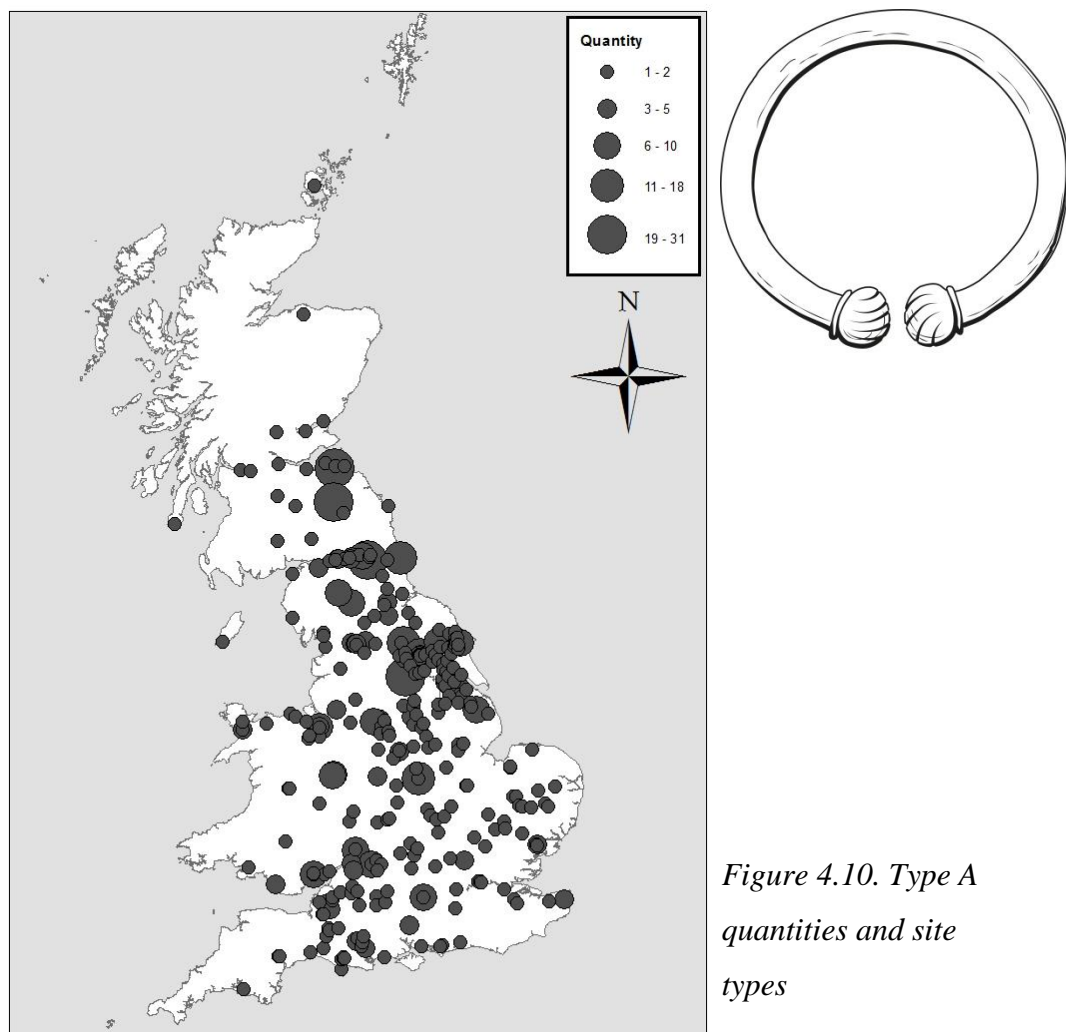 Quantity
1 - 2
3 - 5
6 - 10
11 - 18
19 - 31
N
Figure 4.10. Type A
quantities and site
types